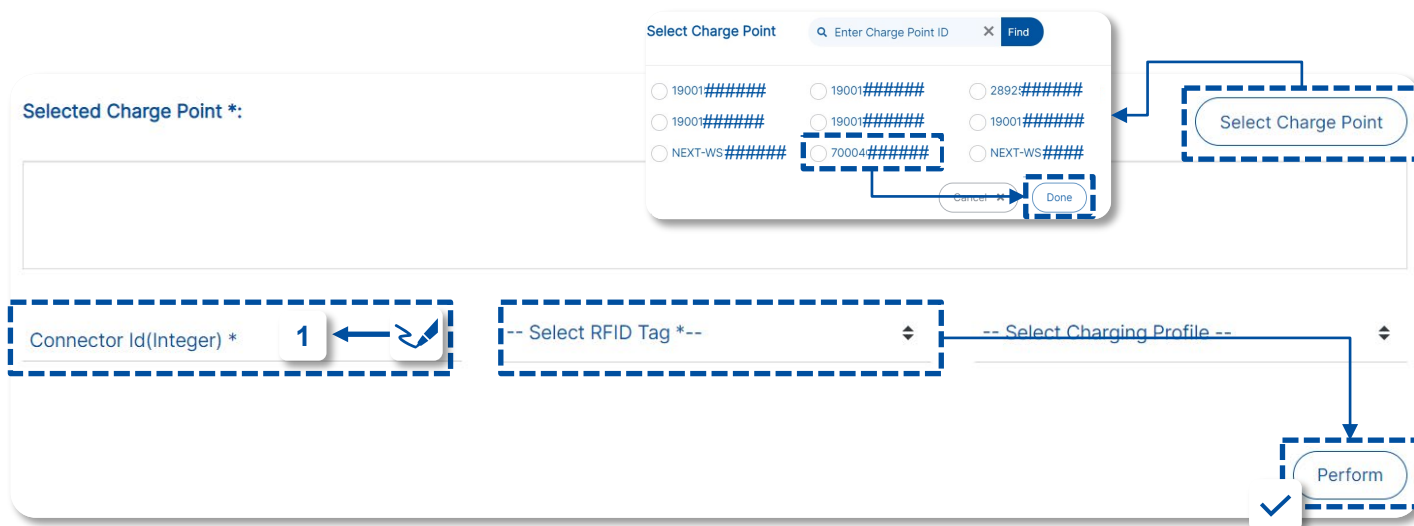 Select Charge Point
Enter Charge Point ID
Find
19001######
19001######
28925######
19001######
19001######
19001######
NEXT-WS######
70004######
NEXT-WS####
Cancel
Done
Selected Charge Point *:
Select Charge Point
Connector Id(Integer) *
1
-- Select RFID Tag *--
-- Select Charging Profile --
Perform